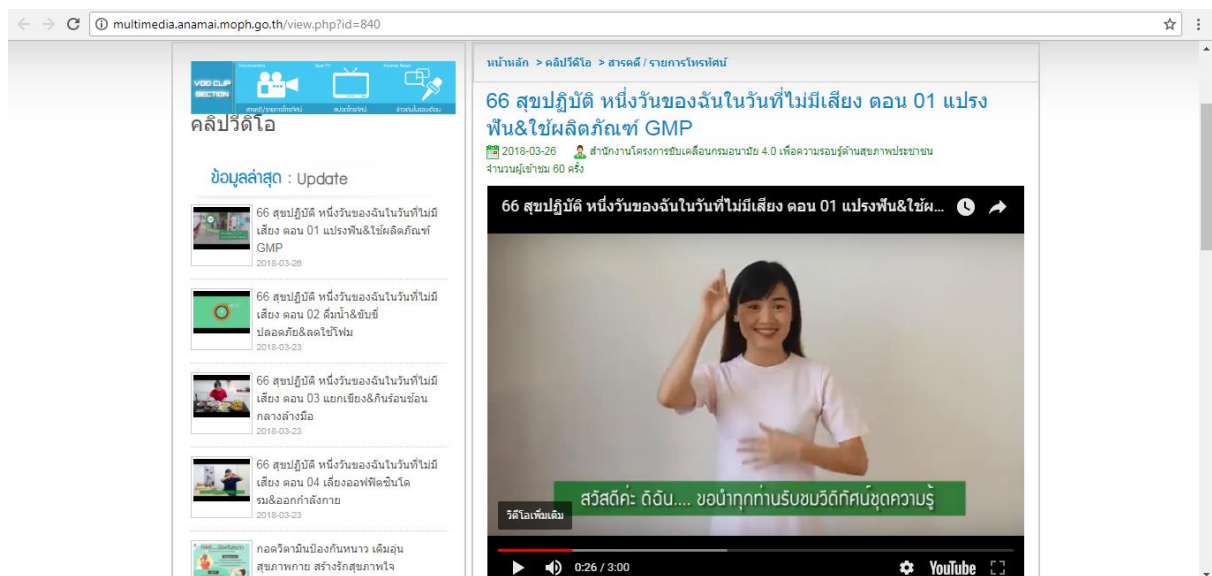 multimedia.anamai.moph.go.th/view.php?id=840
VDO CLIP
SECTION
คลิปวีดีโอ
ข้อมูลล่าสุด : Update
66 สุขปฏิบัติ หนึ่งวันของฉันในวันที่ไม่มี
เสียง ตอน 01 แปรงฟัน&ใช้ผลิตภัณฑ์
GMP
2018-03-26
66 สุขปฏิบัติ หนึ่งวันของฉันในวันที่ไม่มี
เสียง ตอน 02 ดื่มน้ำ&ขับขี่
ปลอดภัย&ลดใช้โฟม
2018-03-23
66 สุขปฏิบัติ หนึ่งวันของฉันในวันที่ไม่มี
เสียง ตอน 03 แยกเขียง&กินร้อนช้อน
กลางล้างมือ
2018-03-23
66 สุขปฏิบัติ หนึ่งวันของฉันในวันที่ไม่มี
เสียง ตอน 04 เลี่ยงออฟฟิตซินโด
รม&ออกกำลังกาย
2018-03-23
กอดวิตามินป้องกันหนาว เติมอุ่น
สุขภาพกาย สร้างรักสุขภาพใจ
หน้าหลัก > คลิปวีดีโอ > สารคดี / รายการโทรทัศน์
66 สุขปฏิบัติ หนึ่งวันของฉันในวันที่ไม่มีเสียง ตอน 01 แปรง
ฟัน&ใช้ผลิตภัณฑ์ GMP
2018-03-26 สำนักงานโครงการขับเคลื่อนกรมอนามัย 4.0 เพื่อความรอบรู้ด้านสุขภาพประชาชน
จำนวนผู้เข้าชม 60 ครั้ง
66 สุขปฏิบัติ หนึ่งวันของฉันในวันที่ไม่มีเสียง ตอน 01 แปรงฟัน&ใช้ผ...
สวัสดีค่ะ ดิฉัน.... ขอนำทุกท่านรับชมวีดิทัศน์ชุดความรู้
วิดีโอเพิ่มเติม
0:26 / 3:00
YouTube